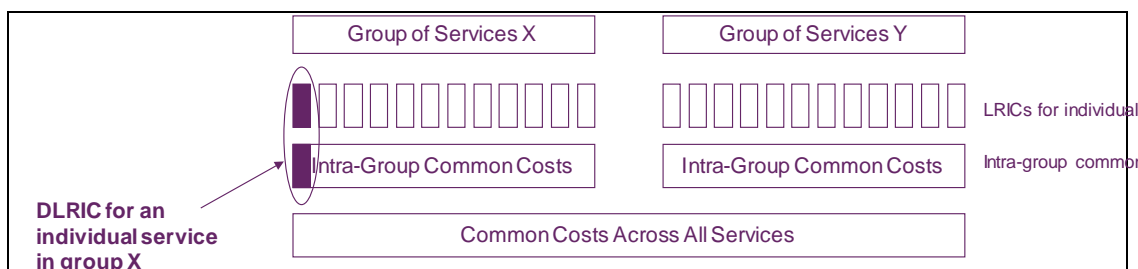 Group of Services X
Group of Services Y
LRICs for individual
Intra-Group Common Costs
Intra-Group Common Costs
Intra-group common
DLRIC for an
individual service
in group X
Common Costs Across All Services